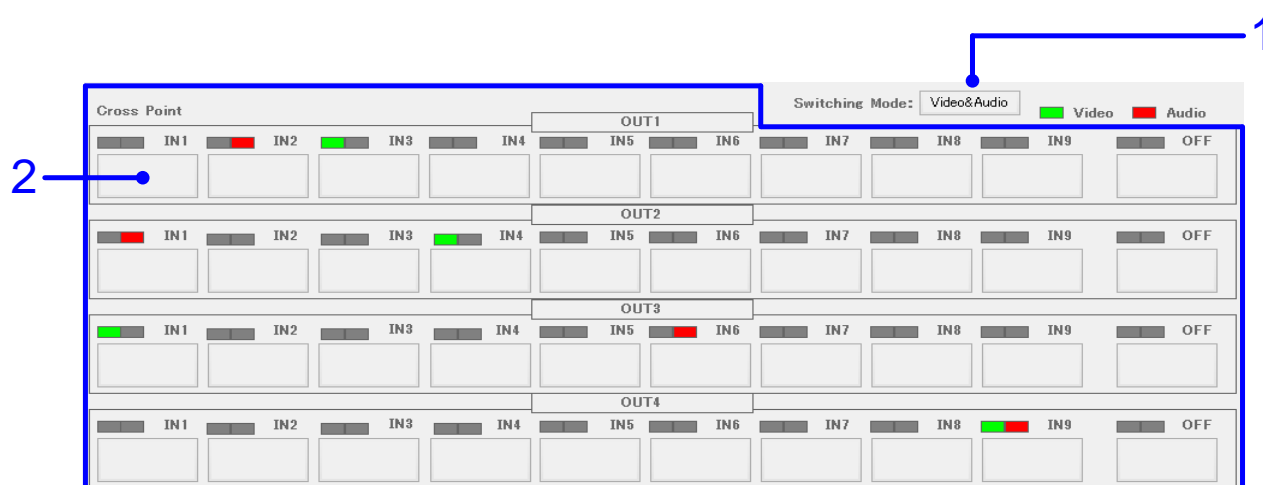 1
Cross Point
Switching Mode: Video&Audio Video Audio
OUT1
IN1 IN2 IN3 IN4 IN5 IN6 IN7 IN8 IN9 OFF
2
OUT2
IN1 IN2 IN3 IN4 IN5 IN6 IN7 IN8 IN9 OFF
OUT3
IN1 IN2 IN3 IN4 IN5 IN6 IN7 IN8 IN9 OFF
OUT4
IN1 IN2 IN3 IN4 IN5 IN6 IN7 IN8 IN9 OFF